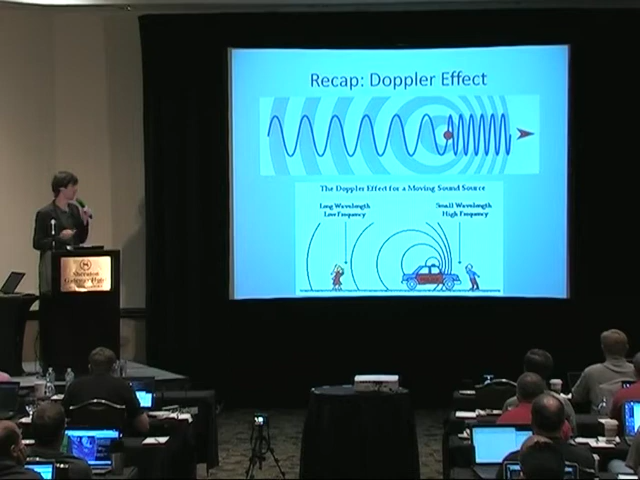 Recap: Doppler Effect
The Doppler Effect for a Moving Sound Source
Long Wavelength
Low Frequency
Small Wavelength
High Frequency
Sheraton